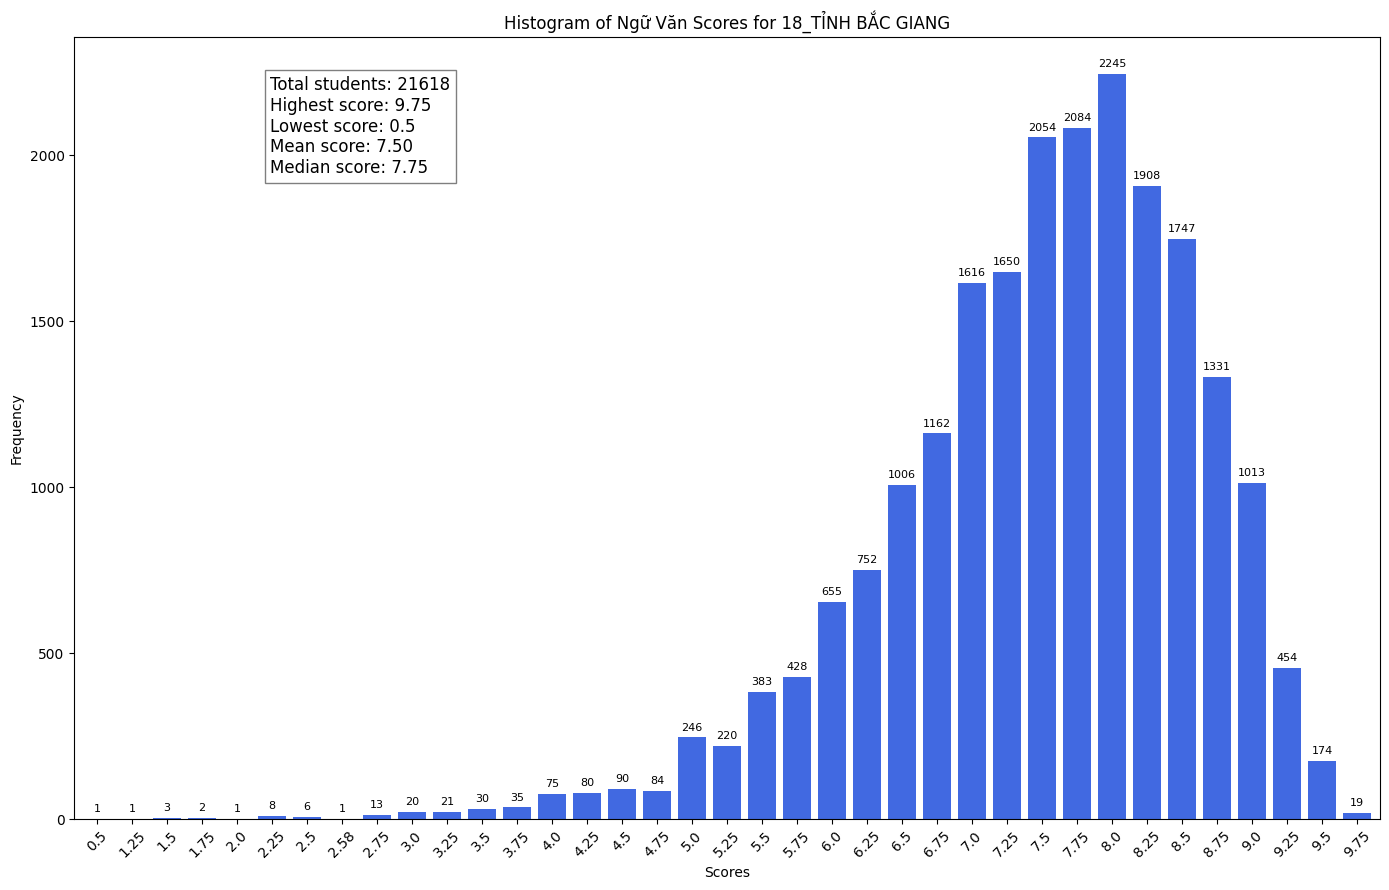 Histogram of Ngữ Văn Scores for 18_TỈNH BẮC GIANG
Total students: 21618
Highest score: 9.75
Lowest score: 0.5
Mean score: 7.50
Median score: 7.75
Frequency
2000
1500
1000
500
0
1 1 3 2 1 8 6 1 13 20 21 30 35 75 80 90 84 246 220 383 428 655 752 1006 1162 1616 1650 2054 2084 2245 1908 1747 1331 1013 454 174 19
0.5 1.25 1.5 1.75 2.0 2.25 2.5 2.58 2.75 3.0 3.25 3.5 3.75 4.0 4.25 4.5 4.75 5.0 5.25 5.5 5.75 6.0 6.25 6.5 6.75 7.0 7.25 7.5 7.75 8.0 8.25 8.5 8.75 9.0 9.25 9.5 9.75
Scores